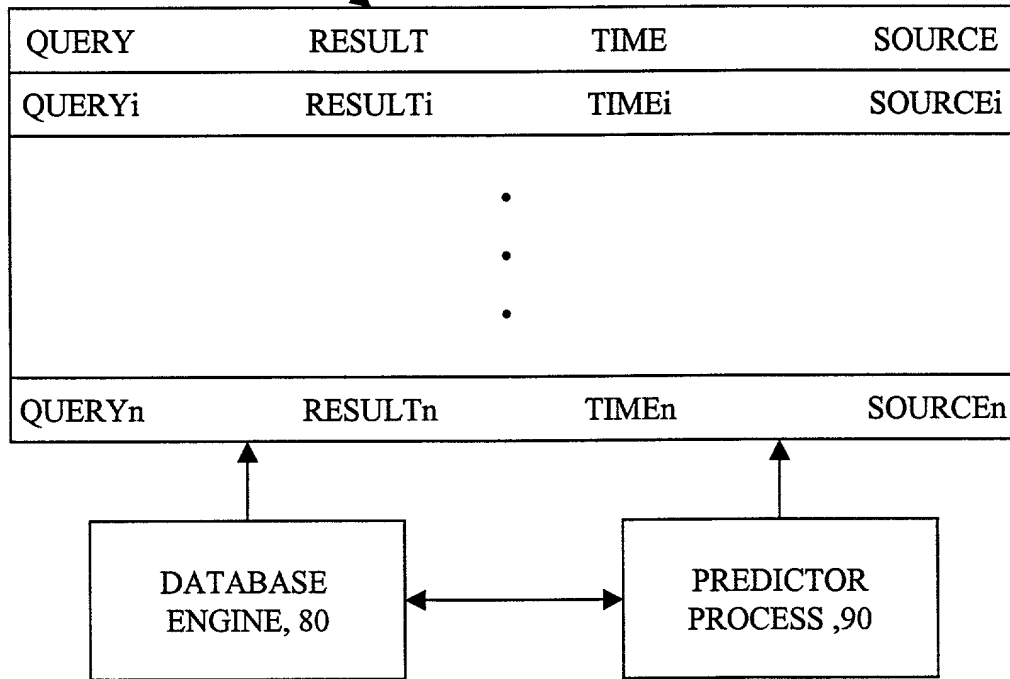 QUERY RESULT TIME SOURCE
QUERYi RESULTi TIMEi SOURCEi
QUERYn RESULTn TIMEn SOURCEn
DATABASE
ENGINE, 80
PREDICTOR
PROCESS ,90